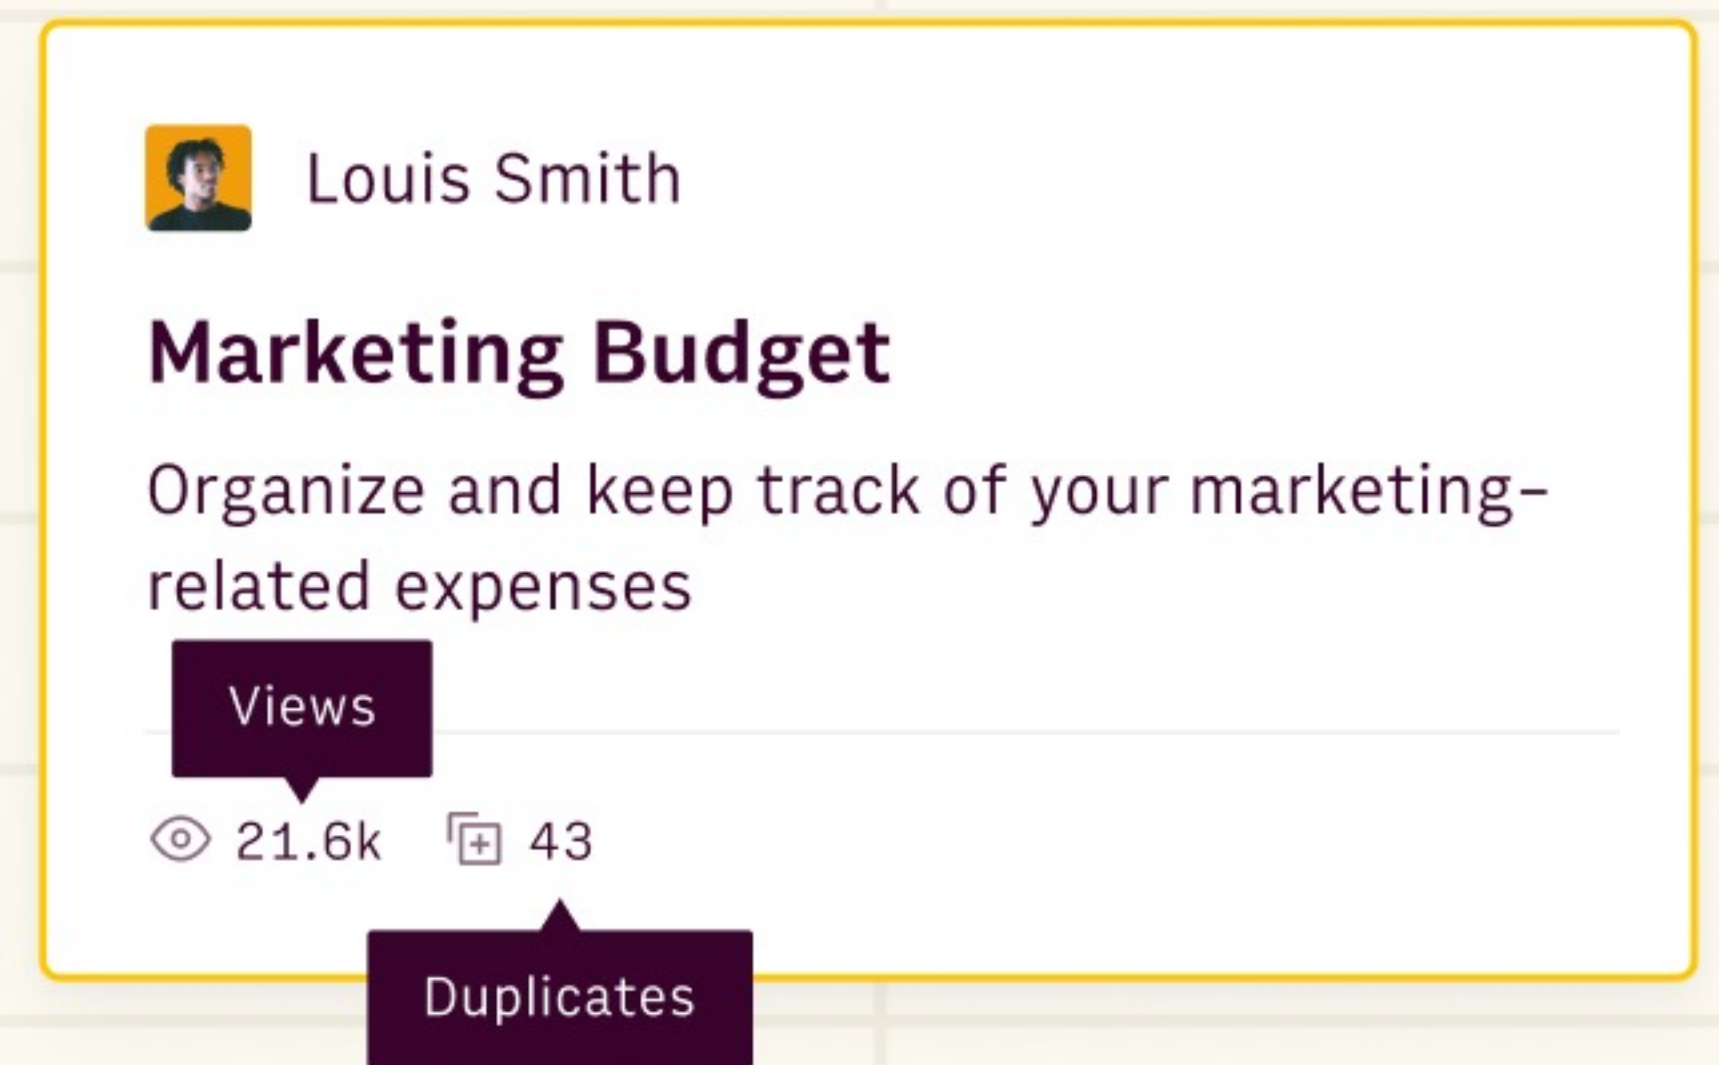 Louis Smith
Marketing Budget
Organize and keep track of your marketing-
related expenses
Views
21.6k 43
Duplicates